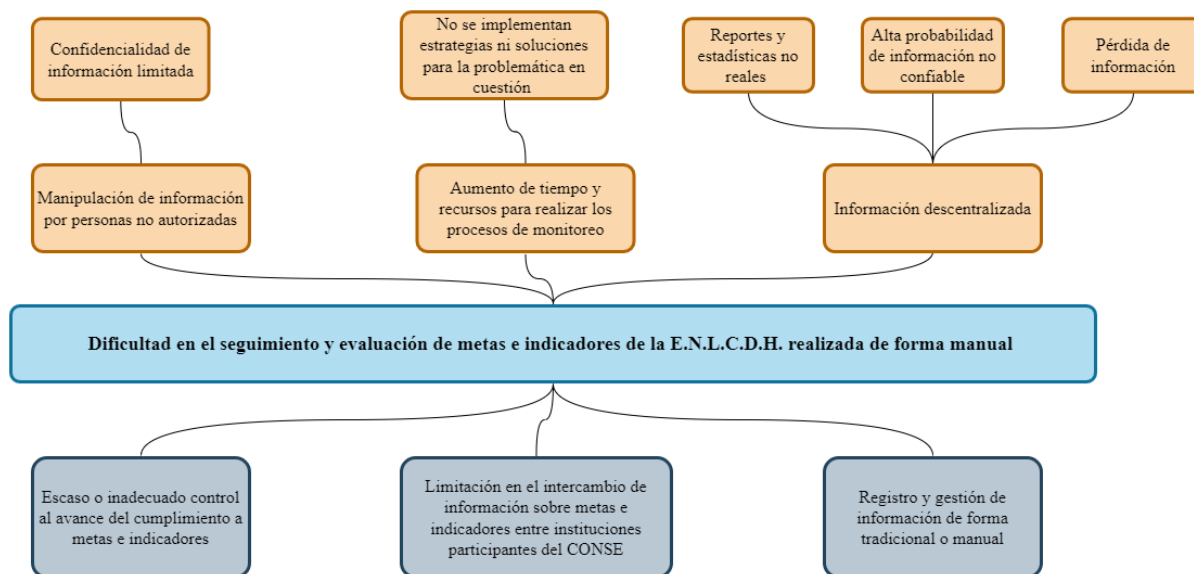 Confidencialidad de
información limitada
No se implementan
estrategias ni soluciones
para la problemática en
cuestión
Reportes y
estadísticas no
reales
Alta probabilidad
de información no
confiable
Pérdida de
información
Manipulación de información
por personas no autorizadas
Aumento de tiempo y
recursos para realizar los
procesos de monitoreo
Información descentralizada
Dificultad en el seguimiento y evaluación de metas e indicadores de la E.N.L.C.D.H. realizada de forma manual
Escaso o inadecuado control
al avance del cumplimiento a
metas e indicadores
Limitación en el intercambio de
información sobre metas e
indicadores entre instituciones
participantes del CONSE
Registro y gestión de
información de forma
tradicional o manual